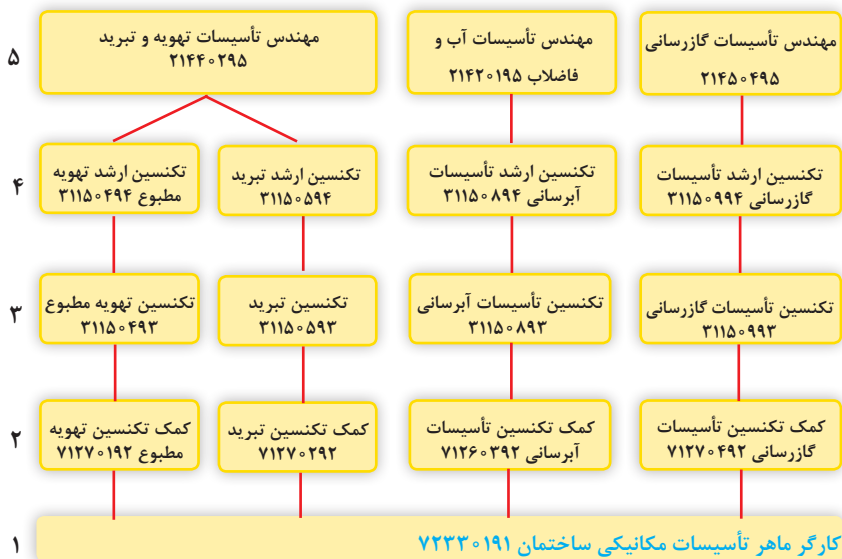 ۵
مهندس تأسیسات گازرسانی
۲۱۴۵۰۴۹۵
مهندس تأسیسات آب و
فاضلاب ۲۱۴۲۰۱۹۵
مهندس تأسیسات تهویه و تبرید
۲۱۴۴۰۲۹۵
۴
تکنسین ارشد تأسیسات
گازرسانی ۳۱۱۵۰۹۹۴
تکنسین ارشد تأسیسات
آبرسانی ۳۱۱۵۰۸۹۴
تکنسین ارشد تبرید
۳۱۱۵۰۵۹۴
تکنسین ارشد تهویه
مطبوع ۳۱۱۵۰۴۹۴
۳
تکنسین تأسیسات گازرسانی
۳۱۱۵۰۹۹۳
تکنسین تأسیسات آبرسانی
۳۱۱۵۰۸۹۳
تکنسین تبرید
۳۱۱۵۰۵۹۳
تکنسین تهویه مطبوع
۳۱۱۵۰۴۹۳
۲
کمک تکنسین تأسیسات
گازرسانی ۷۱۲۷۰۴۹۲
کمک تکنسین تأسیسات
آبرسانی ۷۱۲۶۰۳۹۲
کمک تکنسین تبرید
۷۱۲۷۰۲۹۲
کمک تکنسین تهویه
مطبوع ۷۱۲۷۰۱۹۲
۱
کارگر ماهر تأسیسات مکانیکی ساختمان ۷۲۳۳۰۱۹۱